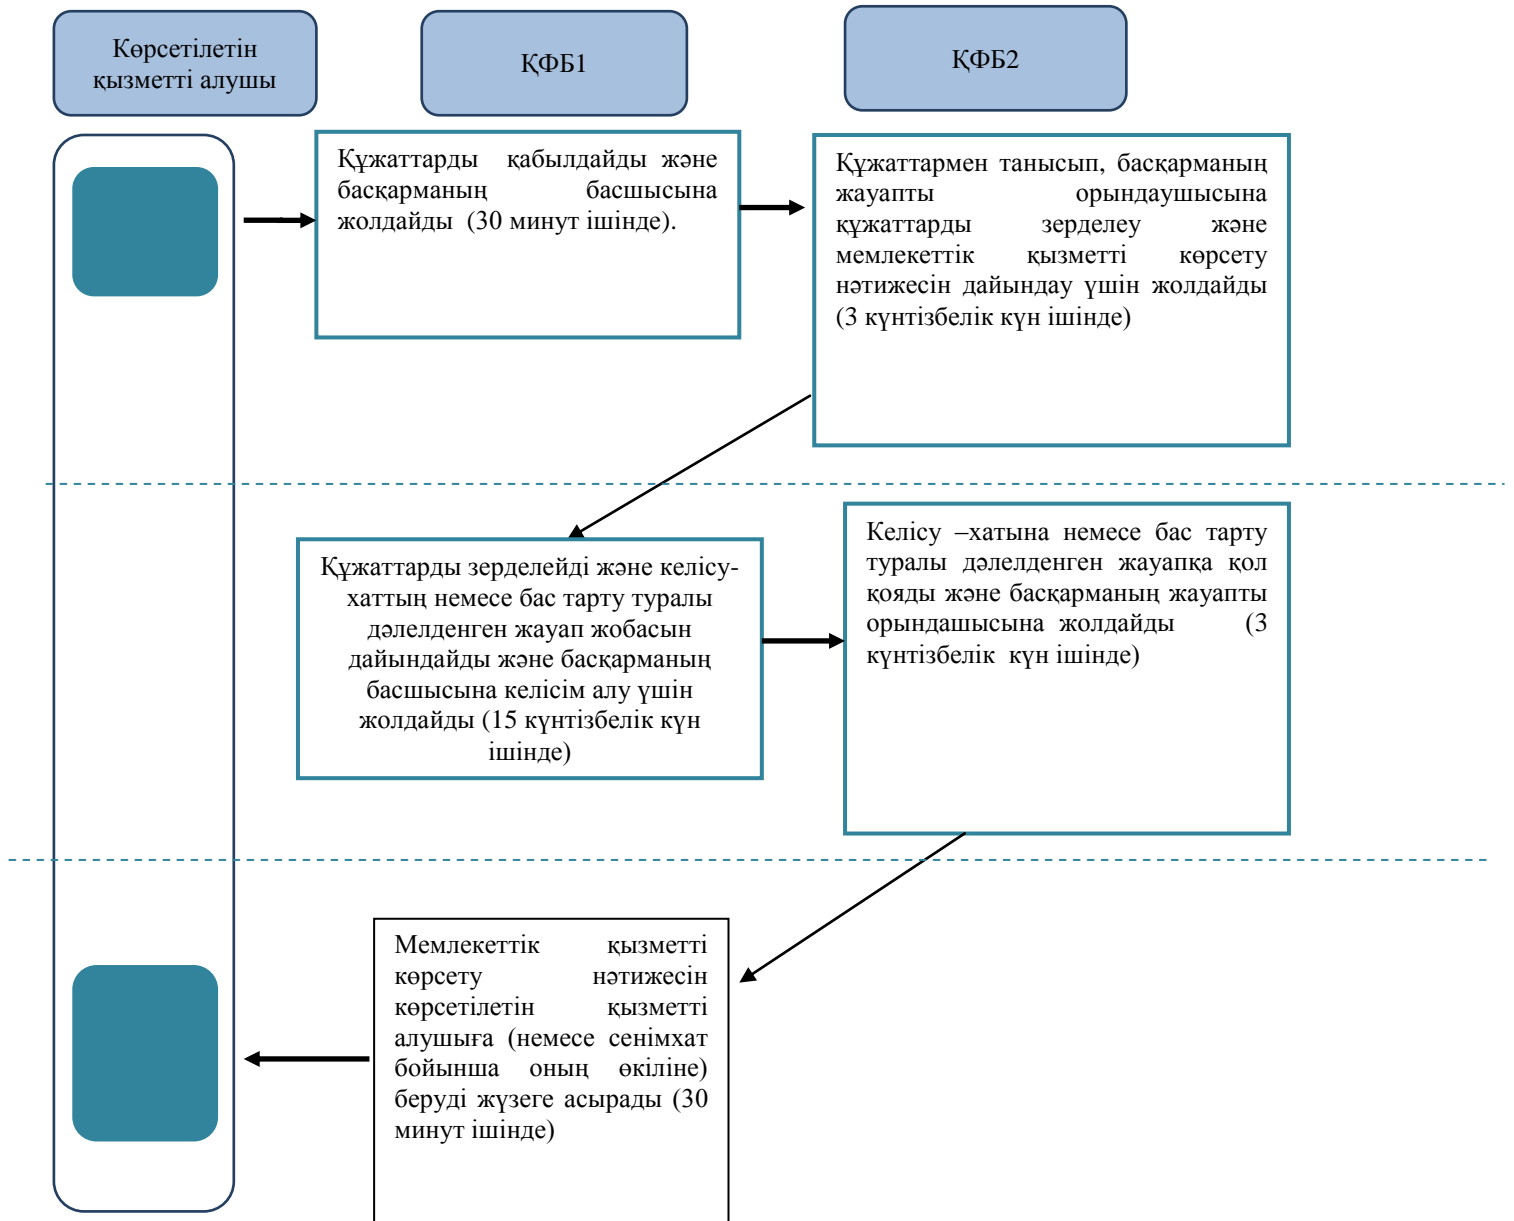 Көрсетілетін
қызметті алушы
ҚФБ1
ҚФБ2
Құжаттарды қабылдайды және
басқарманың басшысына
жолдайды (30 минут ішінде).
Құжаттармен танысып, басқарманың
жауапты орындаушысына
құжаттарды зерделеу және
мемлекеттік қызметті көрсету
нәтижесін дайындау үшін жолдайды
(3 күнтізбелік күн ішінде)
Құжаттарды зерделейді және келісу-
хаттың немесе бас тарту туралы
дәлелденген жауап жобасын
дайындайды және басқарманың
басшысына келісім алу үшін
жолдайды (15 күнтізбелік күн
ішінде)
Келісу –хатына немесе бас тарту
туралы дәлелденген жауапқа қол
қояды және басқарманың жауапты
орындашысына жолдайды (3
күнтізбелік күн ішінде)
Мемлекеттік қызметті
көрсету нәтижесін
көрсетілетін қызметті
алушыға (немесе сенімхат
бойынша оның өкіліне)
беруді жүзеге асырады (30
минут ішінде)